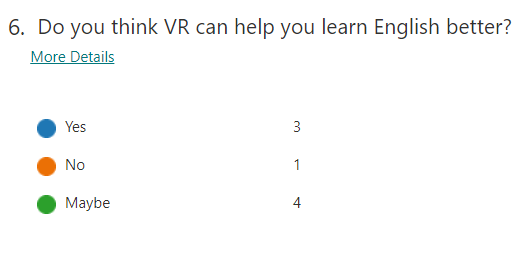 6. Do you think VR can help you learn English better?
More Details
Yes 3
No 1
Maybe 4